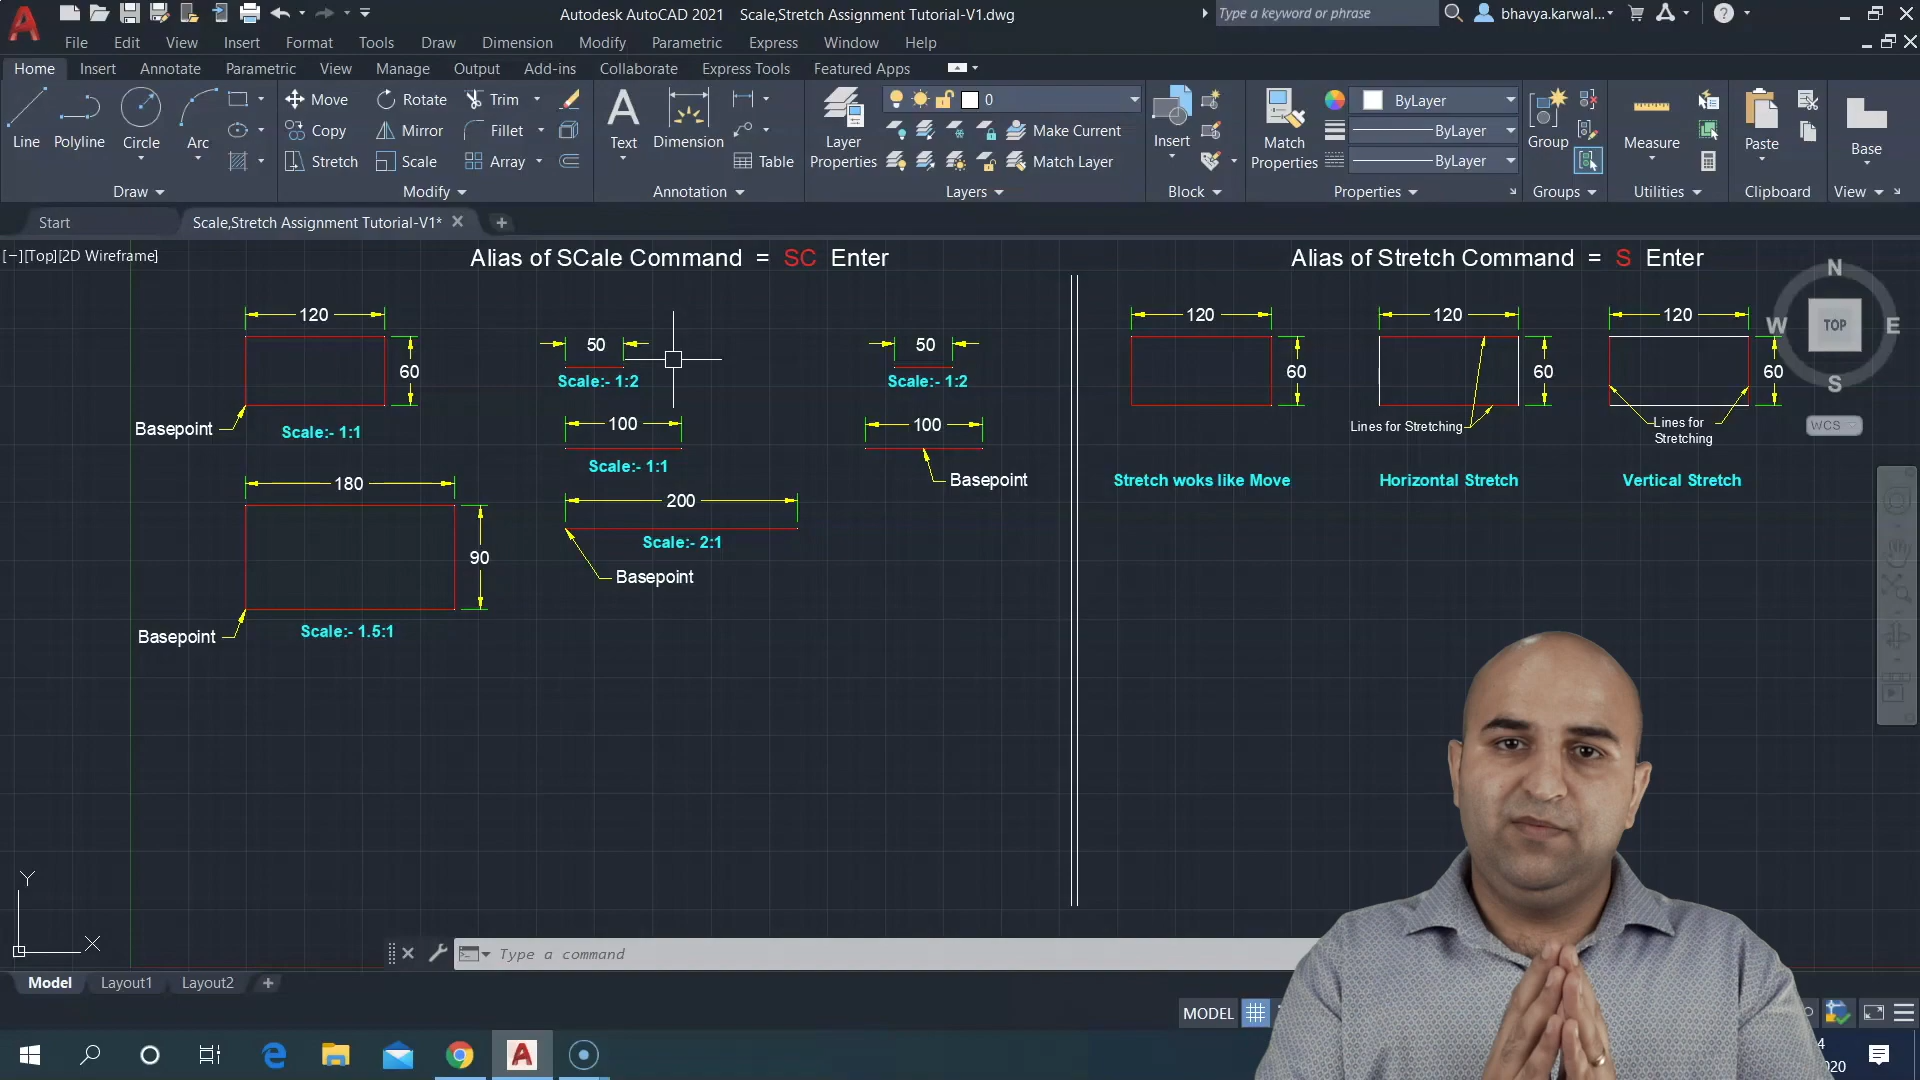 Autodesk AutoCAD 2021 Scale,Stretch Assignment Tutorial-V1.dwg
Type a keyword or phrase
bhavya.karwal...
File Edit View Insert Format Tools Draw Dimension Modify Parametric Express Window Help
Home Insert Annotate Parametric View Manage Output Add-ins Collaborate Express Tools Featured Apps
Line Polyline Circle Arc
Move Rotate Trim
Copy Mirror Fillet
Stretch Scale Array
Text Dimension Table
Layer Properties
0
Make Current
Match Layer
Insert
Match Properties
ByLayer
ByLayer
ByLayer
Group Measure Paste Base
Draw Modify Annotation Layers Block Properties Groups Utilities Clipboard View
Start Scale,Stretch Assignment Tutorial-V1*
[−][Top][2D Wireframe]
Alias of SCale Command = SC Enter
Alias of Stretch Command = S Enter
120
60
Basepoint
Scale:- 1:1
180
90
Basepoint
Scale:- 1.5:1
50
Scale:- 1:2
100
Scale:- 1:1
200
Scale:- 2:1
Basepoint
50
Scale:- 1:2
100
Basepoint
120
60
Stretch woks like Move
120
60
Lines for Stretching
Horizontal Stretch
120
60
Lines for
Stretching
Vertical Stretch
N
W TOP E
S
WCS
Y
X
Type a command
Model Layout1 Layout2
MODEL
4
020